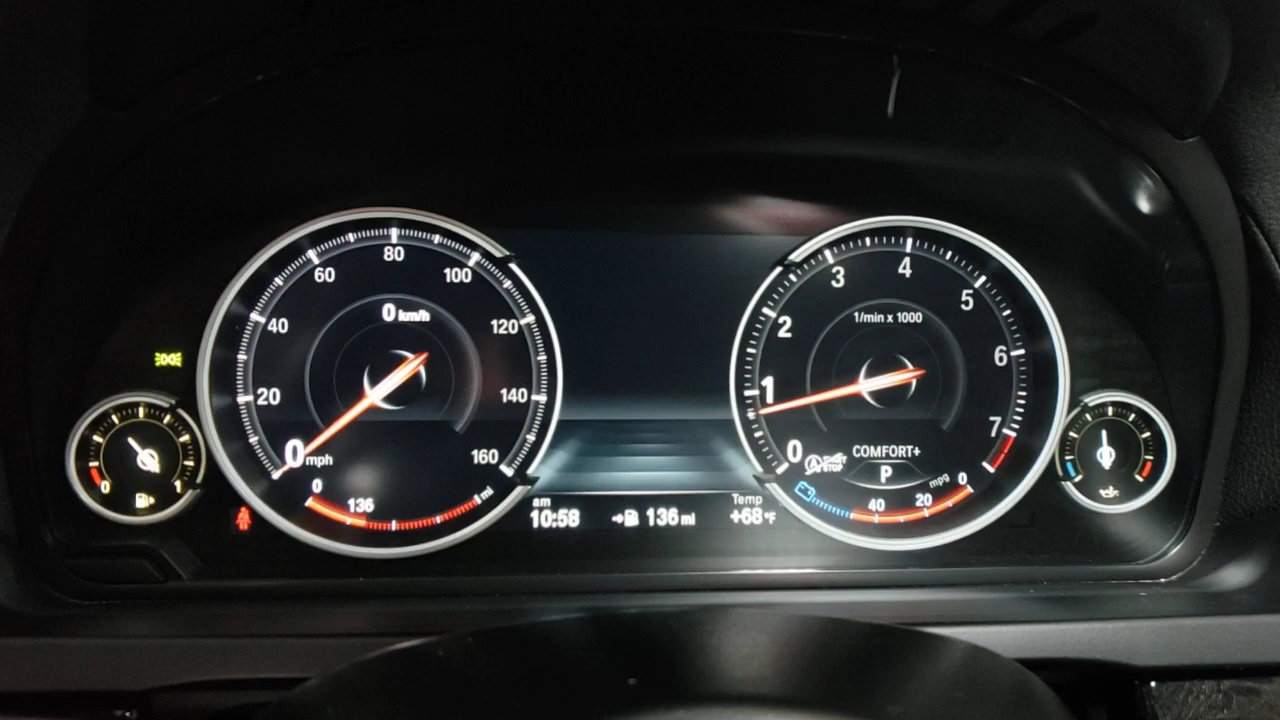 80
60
100
0 km/h
40
120
20
140
0 mph
160
0
136
mi
0
1
am
10:58
136 mi
Temp
+68°F
4
3
5
1/min x 1000
2
6
1
7
0
START
STOP
COMFORT+
P
mpg
0
20
40